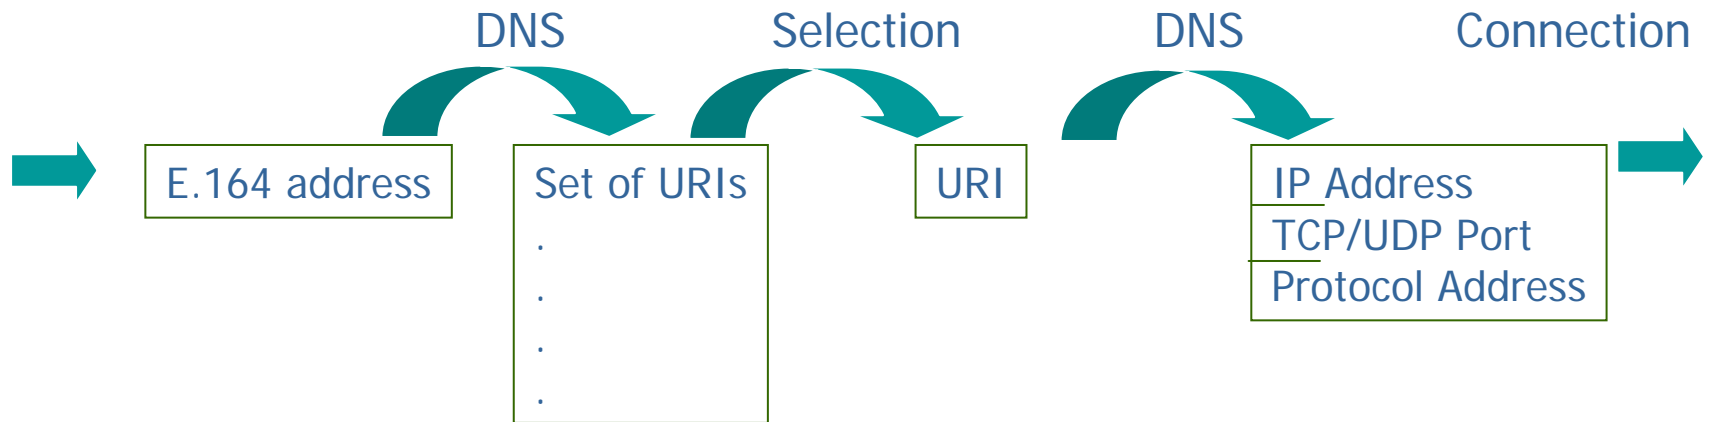 DNS Selection DNS Connection
E.164 address
Set of URIs
.
.
.
.
URI
IP Address
TCP/UDP Port
Protocol Address